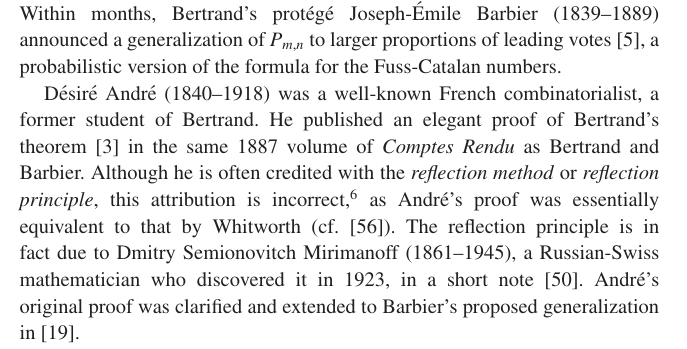 Within months, Bertrand's protégé Joseph-Émile Barbier (1839–1889)
announced a generalization of Pm,n to larger proportions of leading votes [5], a
probabilistic version of the formula for the Fuss-Catalan numbers.
Désiré André (1840–1918) was a well-known French combinatorialist, a
former student of Bertrand. He published an elegant proof of Bertrand's
theorem [3] in the same 1887 volume of Comptes Rendu as Bertrand and
Barbier. Although he is often credited with the reflection method or reflection
principle, this attribution is incorrect,6 as André's proof was essentially
equivalent to that by Whitworth (cf. [56]). The reflection principle is in
fact due to Dmitry Semionovitch Mirimanoff (1861–1945), a Russian-Swiss
mathematician who discovered it in 1923, in a short note [50]. André's
original proof was clarified and extended to Barbier's proposed generalization
in [19].